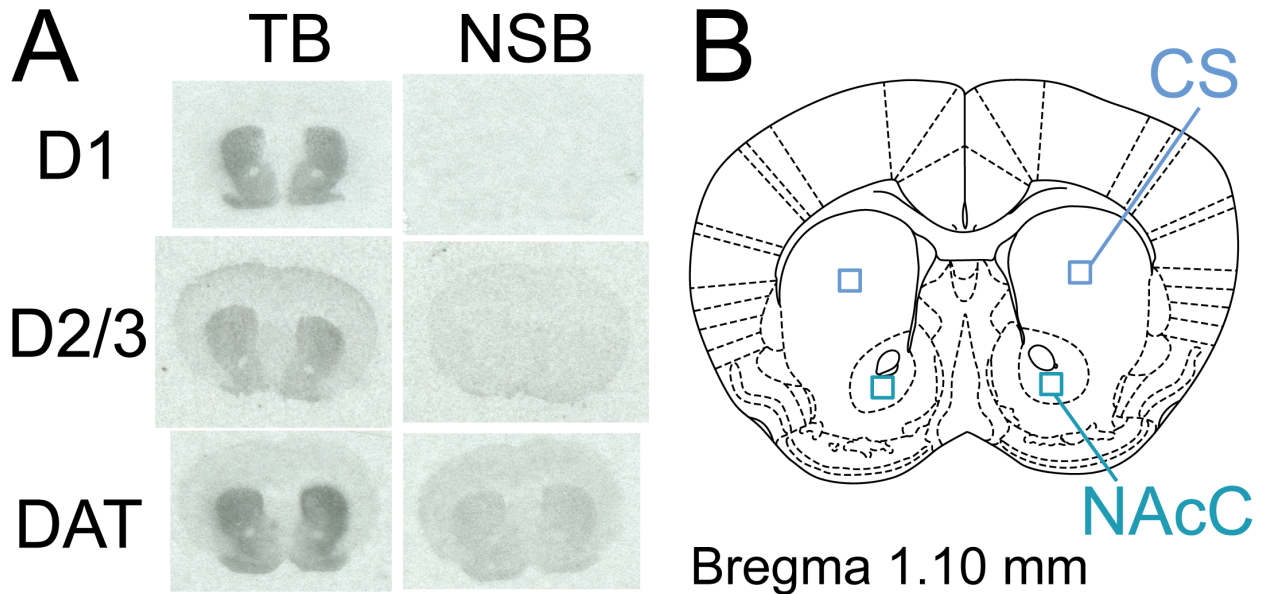 A
TB
NSB
D1
D2/3
DAT
B
CS
NAcC
Bregma 1.10 mm